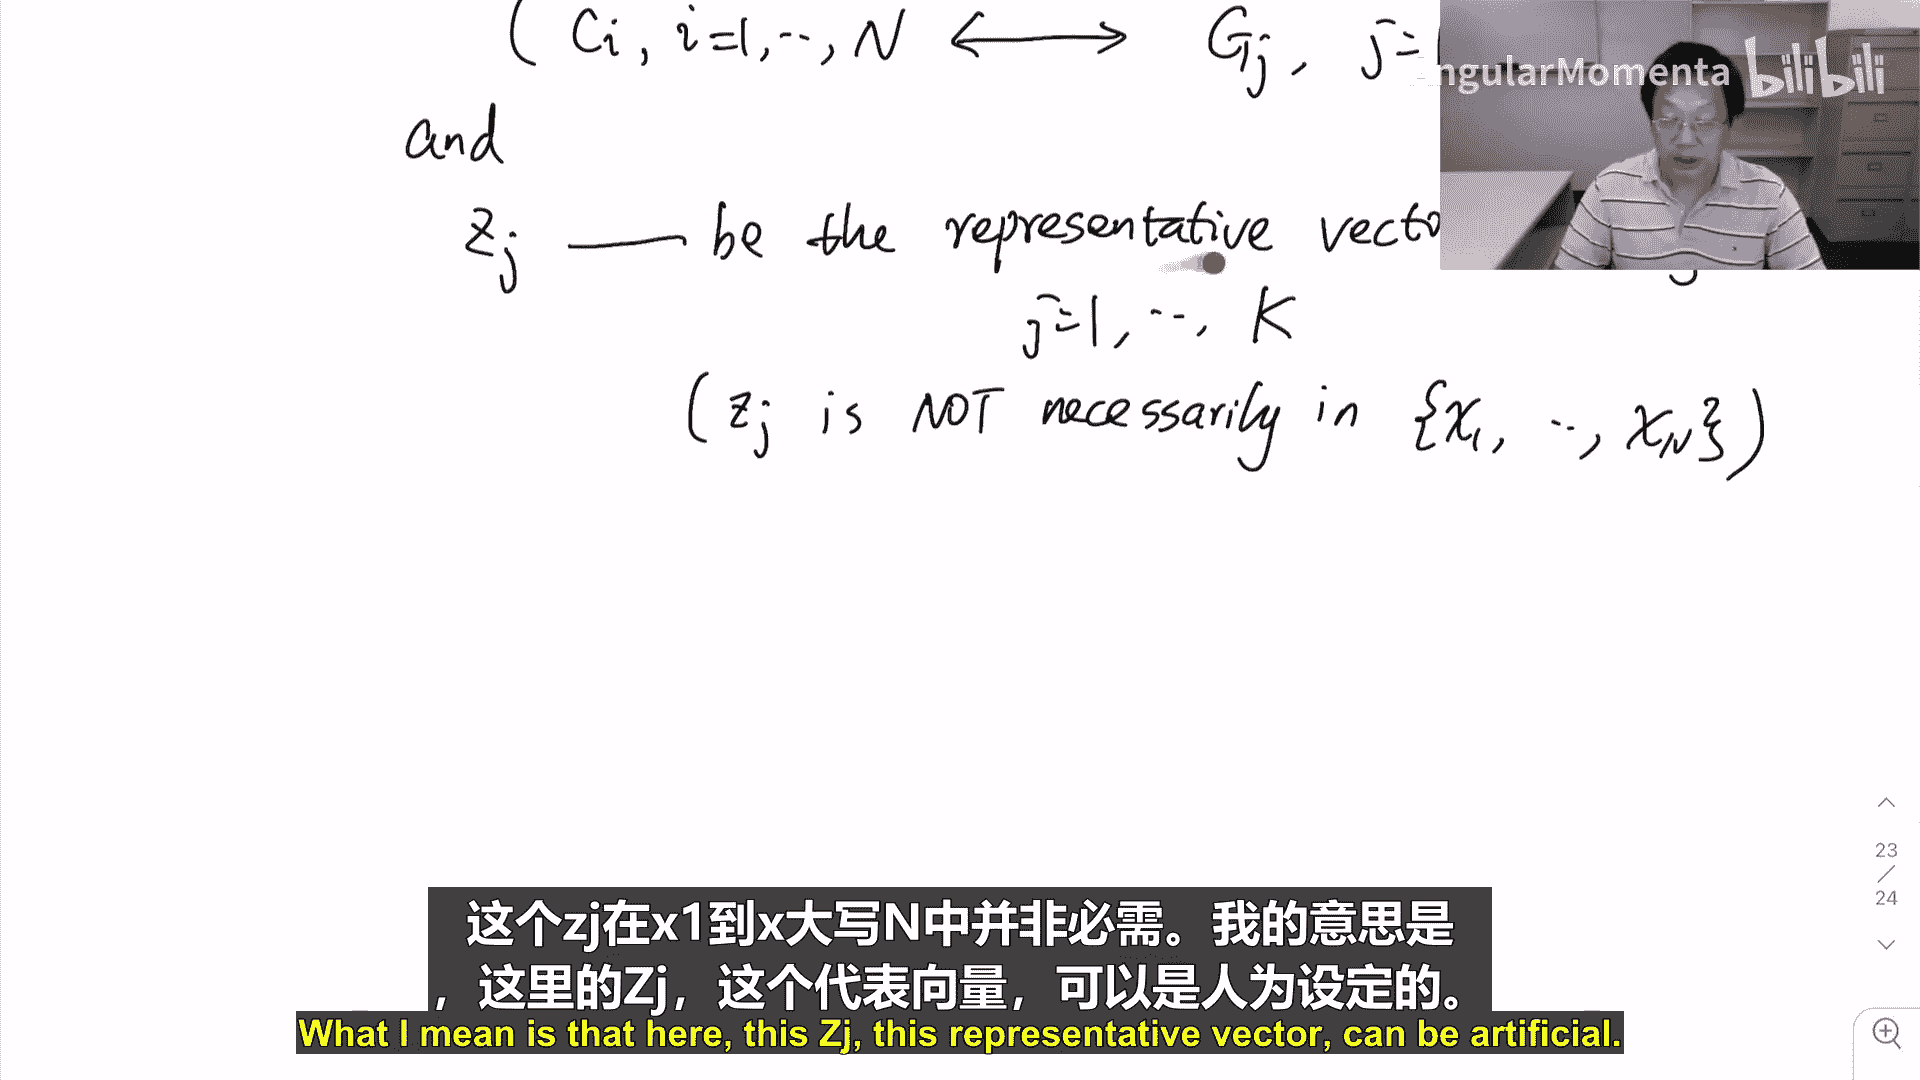 ( Ci, i=1, ··, N ⟷ Gj, j=
ngularMomenta bilibili
and
zj — be the representative
j=1, ··, K
(zj is NOT necessarily in {x1, ··, xN})
23
/
24
这个zj在x1到x大写N中并非必需。我的意思是
，这里的Zj，这个代表向量，可以是人为设定的。
What I mean is that here, this Zj, this representative vector, can be artificial.